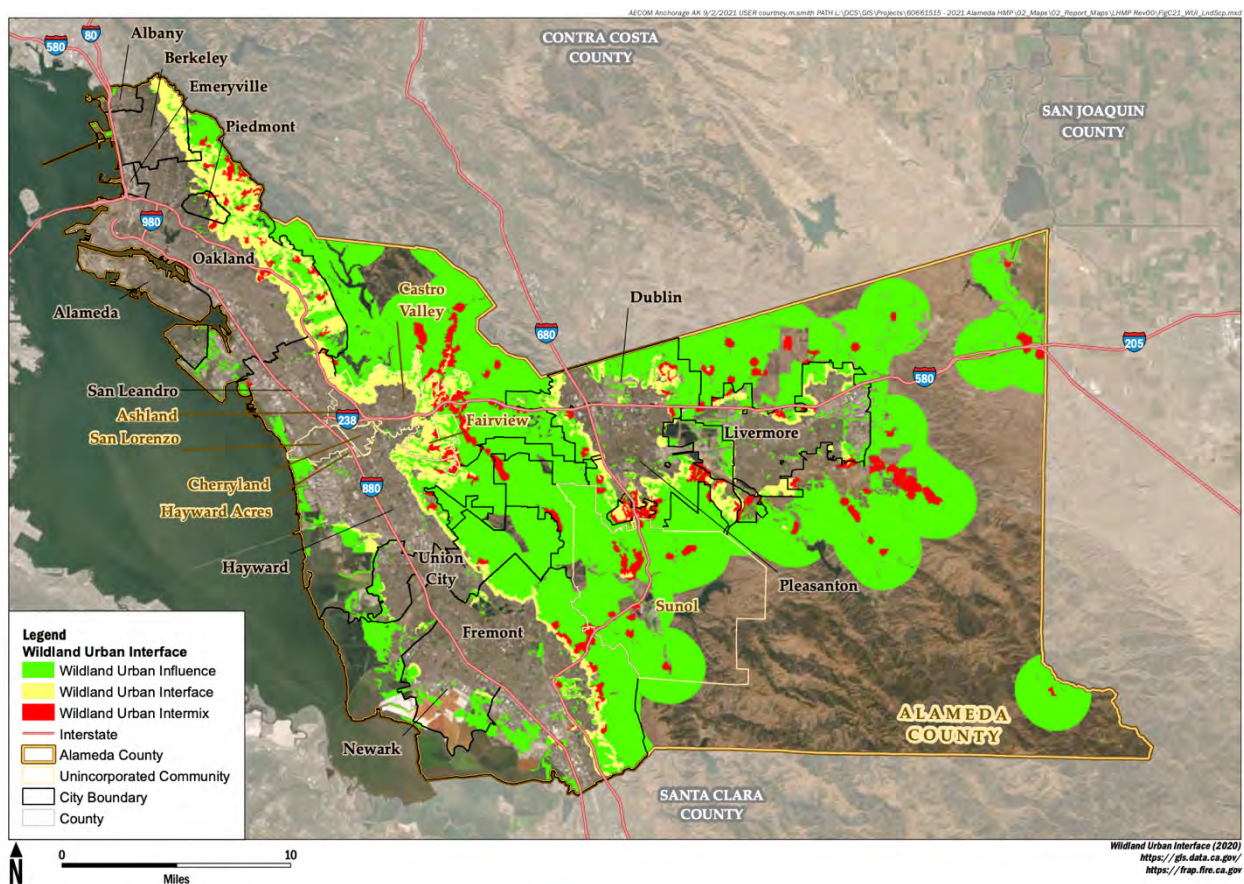 AECOM Anchorage AK 9/2/2021 USER courtney.m.smith PATH L:\DCS\GIS\Projects\60661515 - 2021 Alameda HMP\02_Maps\02_Report_Maps\LHMP Rev00\FigC21_WUI_LndScp.mxd
580
80
Albany
Berkeley
Emeryville
Piedmont
CONTRA COSTA
COUNTY
SAN JOAQUIN
COUNTY
980
Oakland
Alameda
Castro
Valley
Dublin
680
205
580
San Leandro
Ashland
San Lorenzo
238
Fairview
Livermore
Cherryland
Hayward Acres
880
Hayward
Union
City
Pleasanton
Fremont
Sunol
Newark
ALAMEDA
COUNTY
SANTA CLARA
COUNTY
Legend
Wildland Urban Interface
Wildland Urban Influence
Wildland Urban Interface
Wildland Urban Intermix
Interstate
Alameda County
Unincorporated Community
City Boundary
County
N
0 10
Miles
Wildland Urban Interface (2020)
https://gis.data.ca.gov/
https://frap.fire.ca.gov